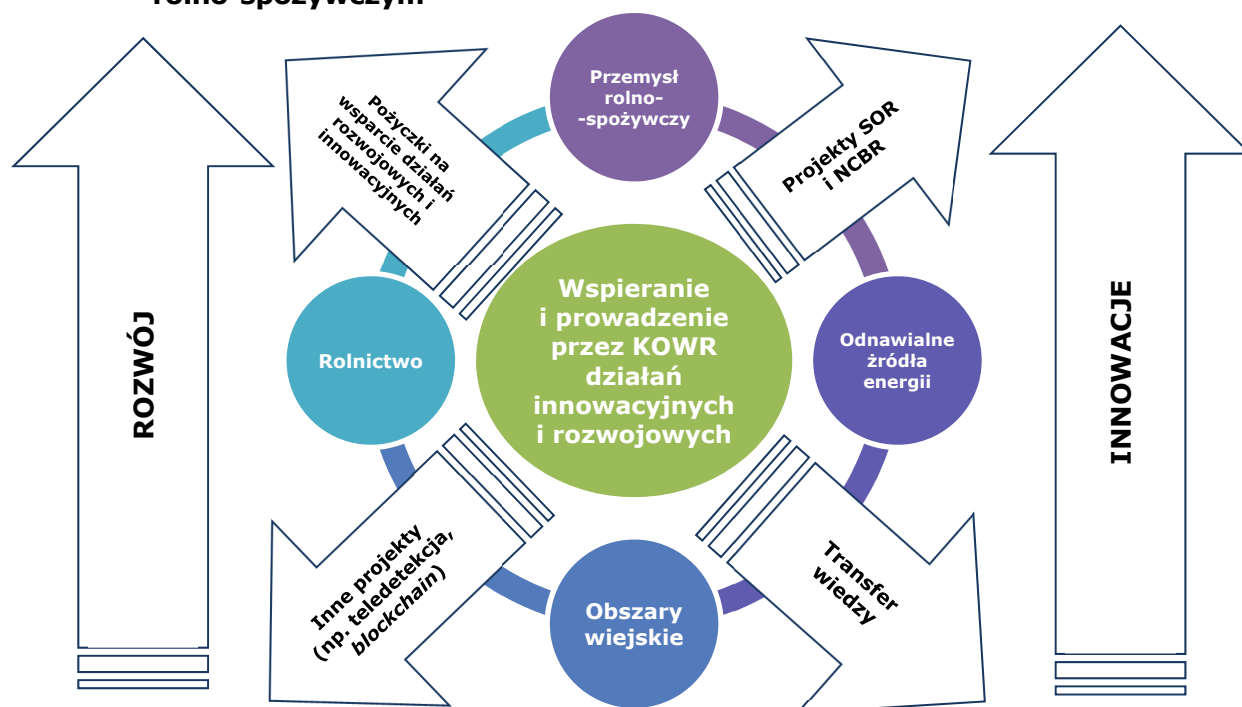 rolno-spożywczym
Przemysł
rolno-
-spożywczy
Pożyczki na
wsparcie działań
rozwojowych i
innowacyjnych
Projekty SOR
i NCBR
ROZWÓJ
Rolnictwo
Wspieranie
i prowadzenie
przez KOWR
działań
innowacyjnych
i rozwojowych
Odnawialne
źródła
energii
INNOWACJE
Inne projekty
(np. teledetekcja,
blockchain)
Obszary
wiejskie
Transfer
wiedzy